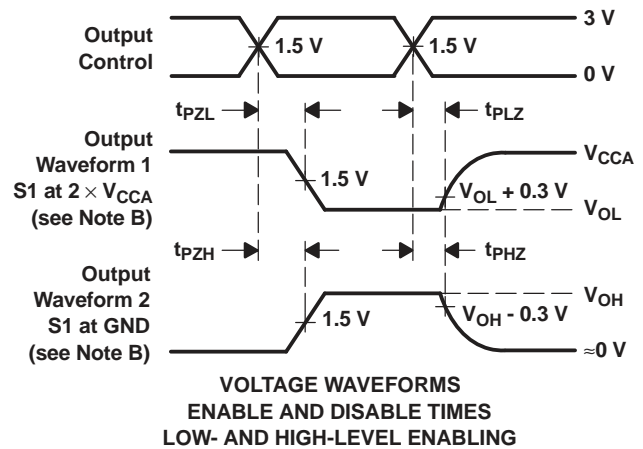 Output
Control
1.5 V
1.5 V
3 V
0 V
tPZL
tPLZ
Output
Waveform 1
S1 at 2 × VCCA
(see Note B)
1.5 V
VCCA
VOL + 0.3 V
VOL
tPZH
tPHZ
Output
Waveform 2
S1 at GND
(see Note B)
1.5 V
VOH
VOH - 0.3 V
≈0 V
VOLTAGE WAVEFORMS
ENABLE AND DISABLE TIMES
LOW- AND HIGH-LEVEL ENABLING